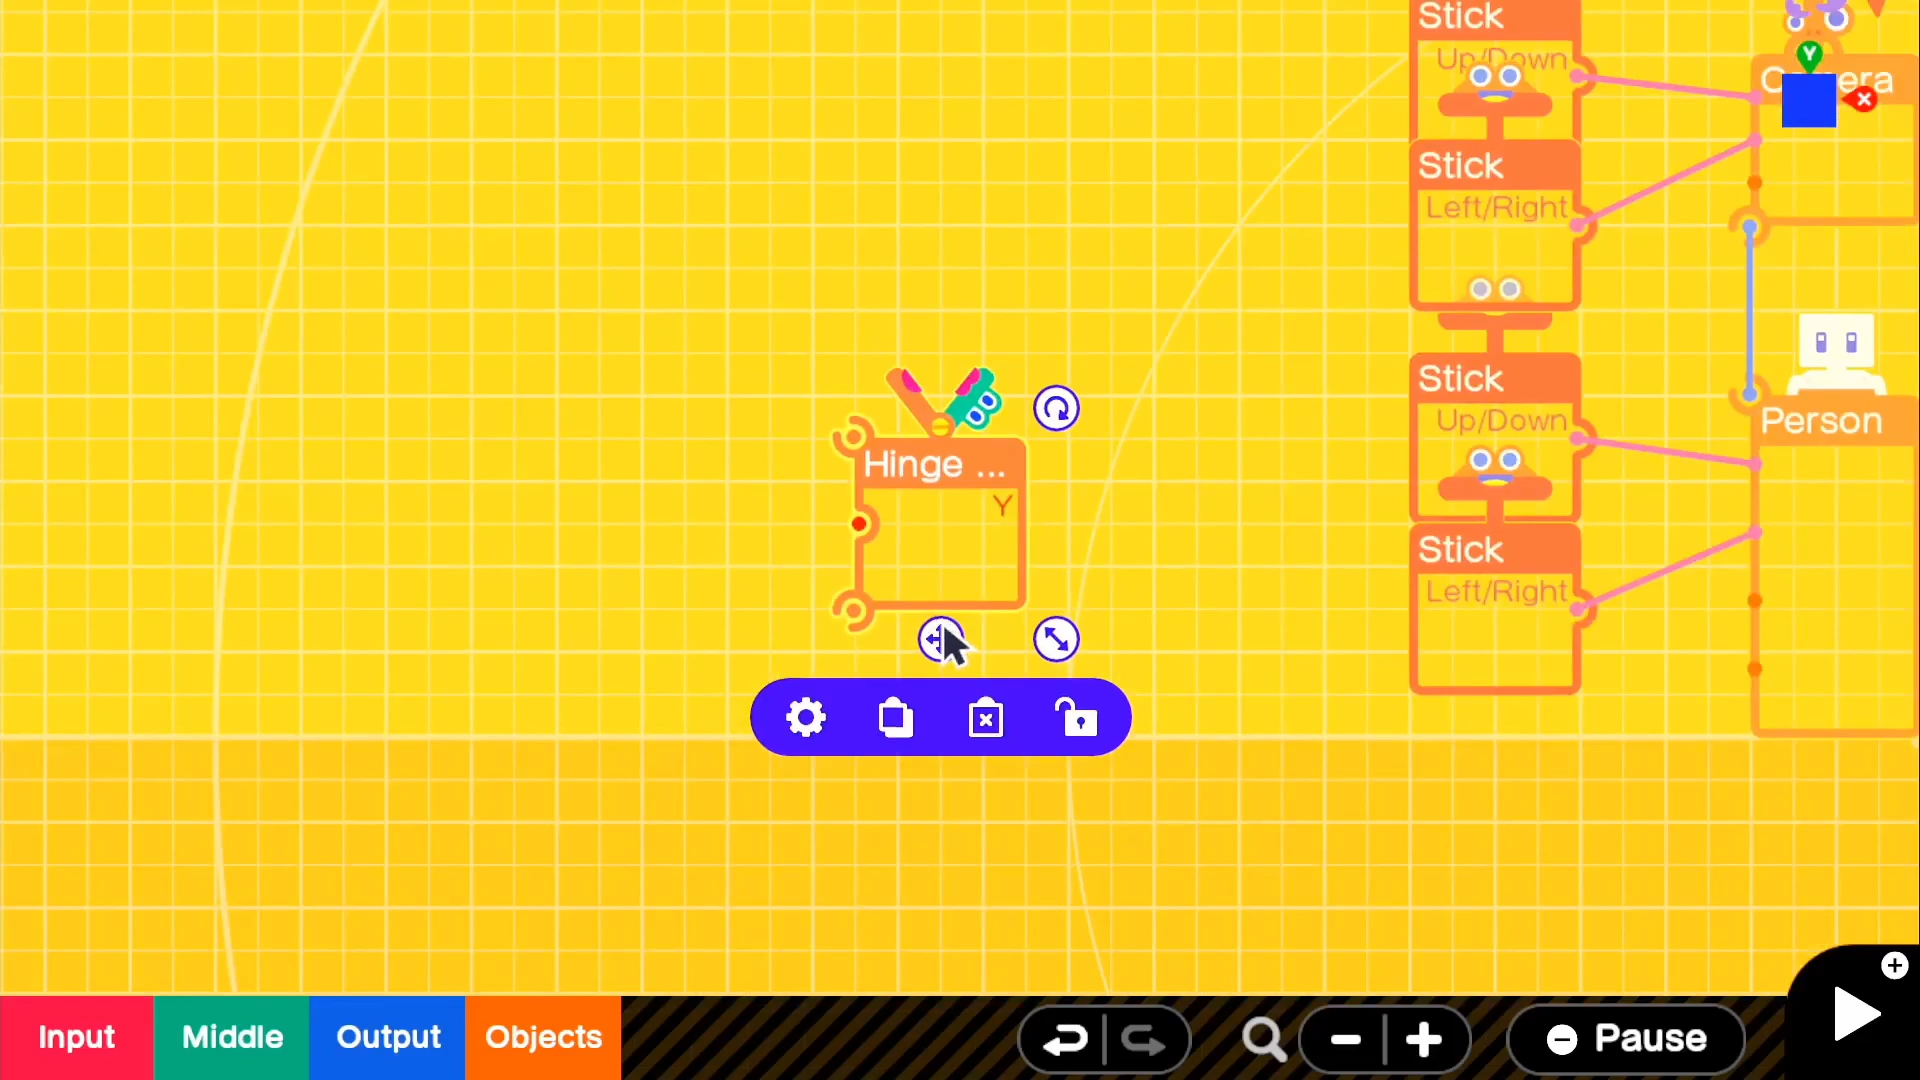 Stick
Up/Down
Camera
Y
X
Stick
Left/Right
Stick
Up/Down
Person
Hinge ...
Y
Stick
Left/Right
Input
Middle
Output
Objects
Pause